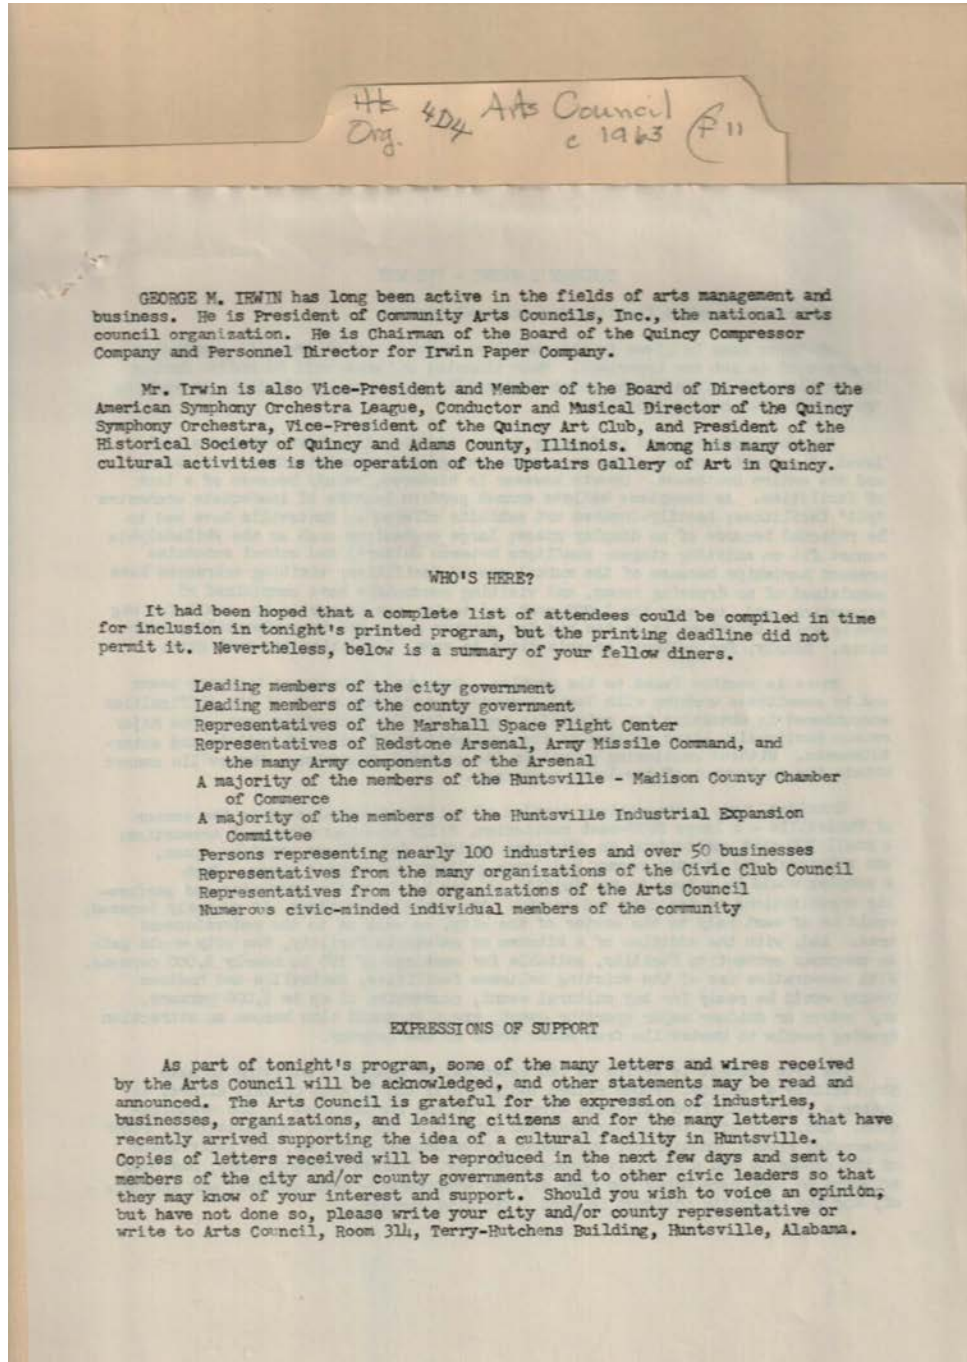 Hts Arts Council
Org. 4D4 c 1963 F 11
GEORGE M. IRWIN has long been active in the fields of arts management and
business. He is President of Community Arts Councils, Inc., the national arts
council organization. He is Chairman of the Board of the Quincy Compressor
Company and Personnel Director for Irwin Paper Company.
Mr. Irwin is also Vice-President and Member of the Board of Directors of the
American Symphony Orchestra League, Conductor and Musical Director of the Quincy
Symphony Orchestra, Vice-President of the Quincy Art Club, and President of the
Historical Society of Quincy and Adams County, Illinois. Among his many other
cultural activities is the operation of the Upstairs Gallery of Art in Quincy.
WHO'S HERE?
It had been hoped that a complete list of attendees could be compiled in time
for inclusion in tonight's printed program, but the printing deadline did not
permit it. Nevertheless, below is a summary of your fellow diners.
Leading members of the city government
Leading members of the county government
Representatives of the Marshall Space Flight Center
Representatives of Redstone Arsenal, Army Missile Command, and
the many Army components of the Arsenal
A majority of the members of the Huntsville - Madison County Chamber
of Commerce
A majority of the members of the Huntsville Industrial Expansion
Committee
Persons representing nearly 100 industries and over 50 businesses
Representatives from the many organizations of the Civic Club Council
Representatives from the organizations of the Arts Council
Numerous civic-minded individual members of the community
EXPRESSIONS OF SUPPORT
As part of tonight's program, some of the many letters and wires received
by the Arts Council will be acknowledged, and other statements may be read and
announced. The Arts Council is grateful for the expression of industries,
businesses, organizations, and leading citizens and for the many letters that have
recently arrived supporting the idea of a cultural facility in Huntsville.
Copies of letters received will be reproduced in the next few days and sent to
members of the city and/or county governments and to other civic leaders so that
they may know of your interest and support. Should you wish to voice an opinion,
but have not done so, please write your city and/or county representative or
write to Arts Council, Room 314, Terry-Hutchens Building, Huntsville, Alabama.